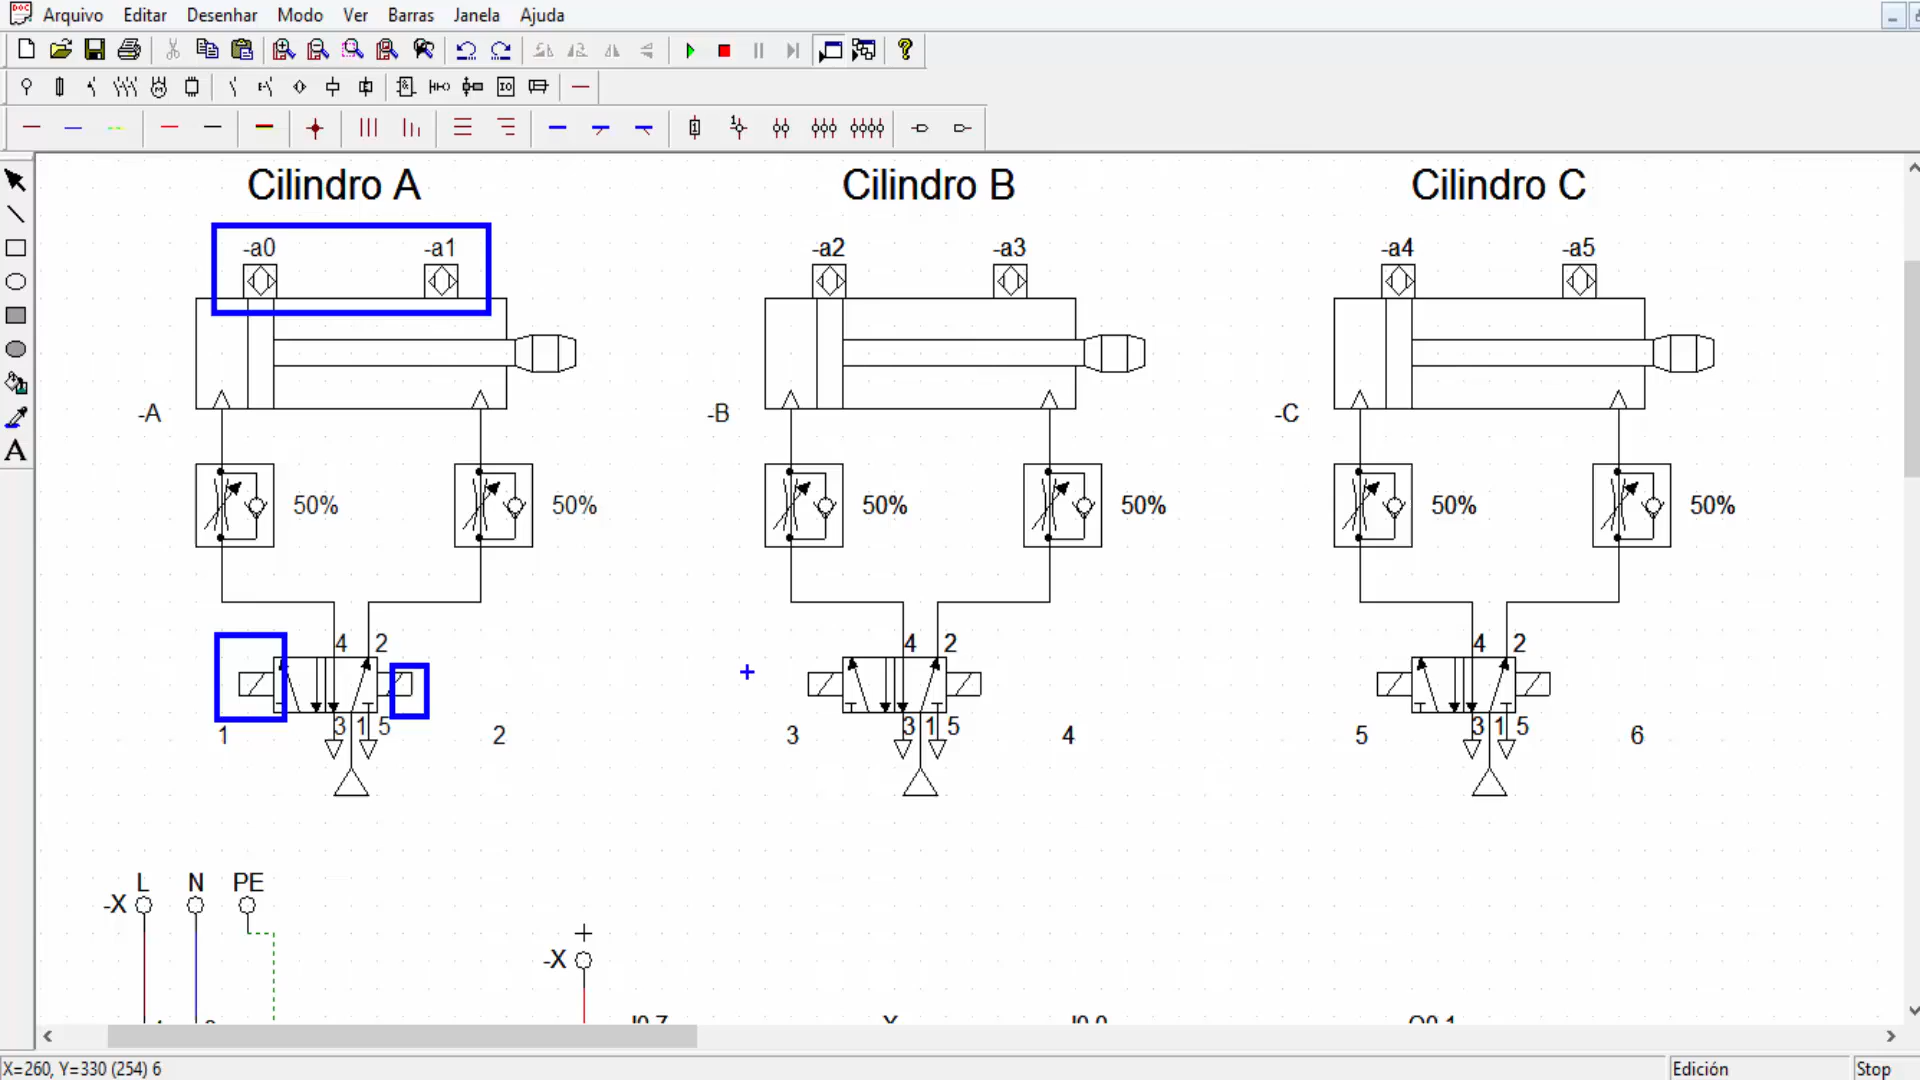 Arquivo Editar Desenhar Modo Ver Barras Janela Ajuda
Cilindro A Cilindro B Cilindro C
-a0 -a1 -a2 -a3 -a4 -a5
-A -B -C
50% 50% 50% 50% 50% 50%
4 2 4 2 4 2
3 1 5 3 1 5 3 1 5
1 2 3 4 5 6
L N PE
-X
+
-X
X=260, Y=330 (254) 6 Edición Stop